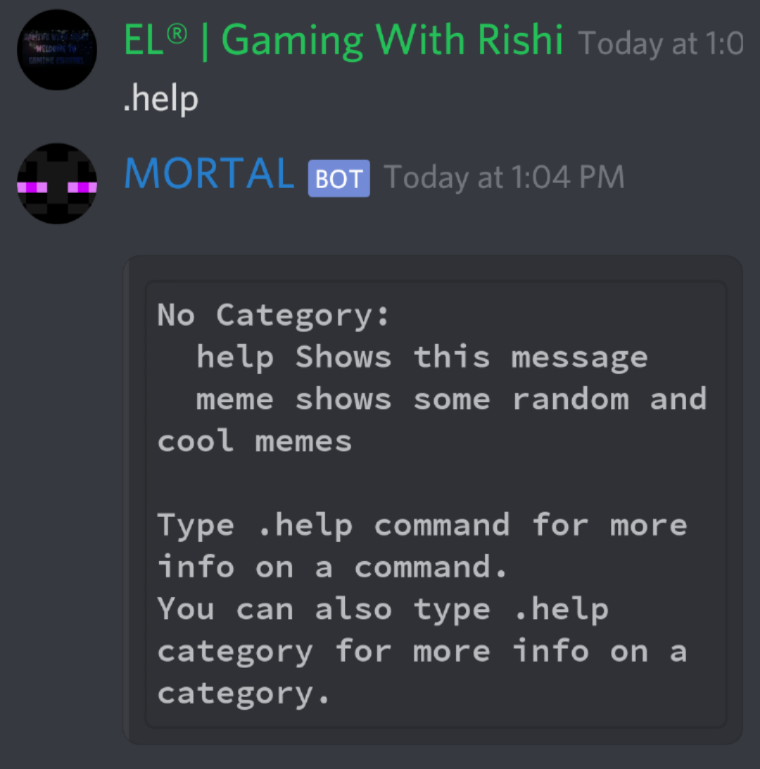 EL® | Gaming With Rishi Today at 1:0
.help
MORTAL BOT Today at 1:04 PM
No Category:
help Shows this message
meme shows some random and
cool memes
Type .help command for more
info on a command.
You can also type .help
category for more info on a
category.